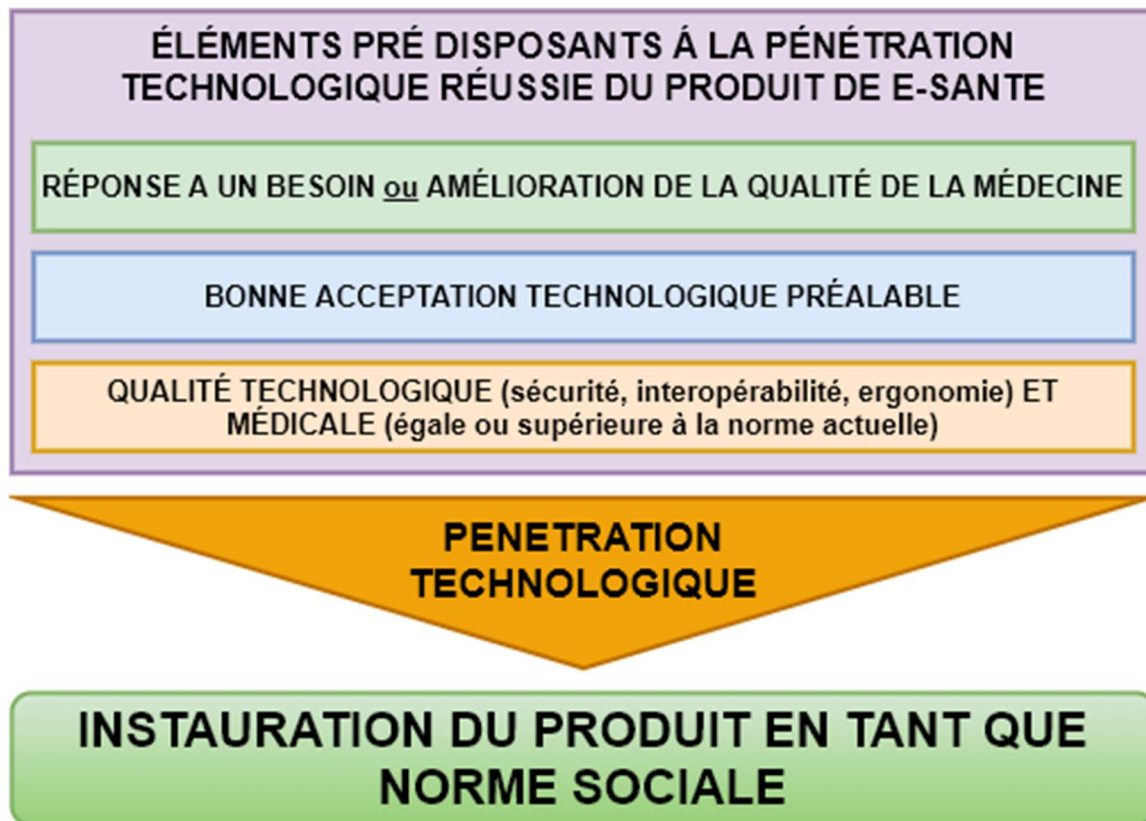 ÉLÉMENTS PRÉ DISPOSANTS Á LA PÉNÉTRATION
TECHNOLOGIQUE RÉUSSIE DU PRODUIT DE E-SANTE
RÉPONSE A UN BESOIN ou AMÉLIORATION DE LA QUALITÉ DE LA MÉDECINE
BONNE ACCEPTATION TECHNOLOGIQUE PRÉALABLE
QUALITÉ TECHNOLOGIQUE (sécurité, interopérabilité, ergonomie) ET
MÉDICALE (égale ou supérieure à la norme actuelle)
PENETRATION
TECHNOLOGIQUE
INSTAURATION DU PRODUIT EN TANT QUE
NORME SOCIALE